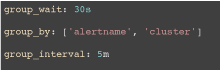 group_wait: 30s
group_by: ['alertname', 'cluster']
group_interval: 5m